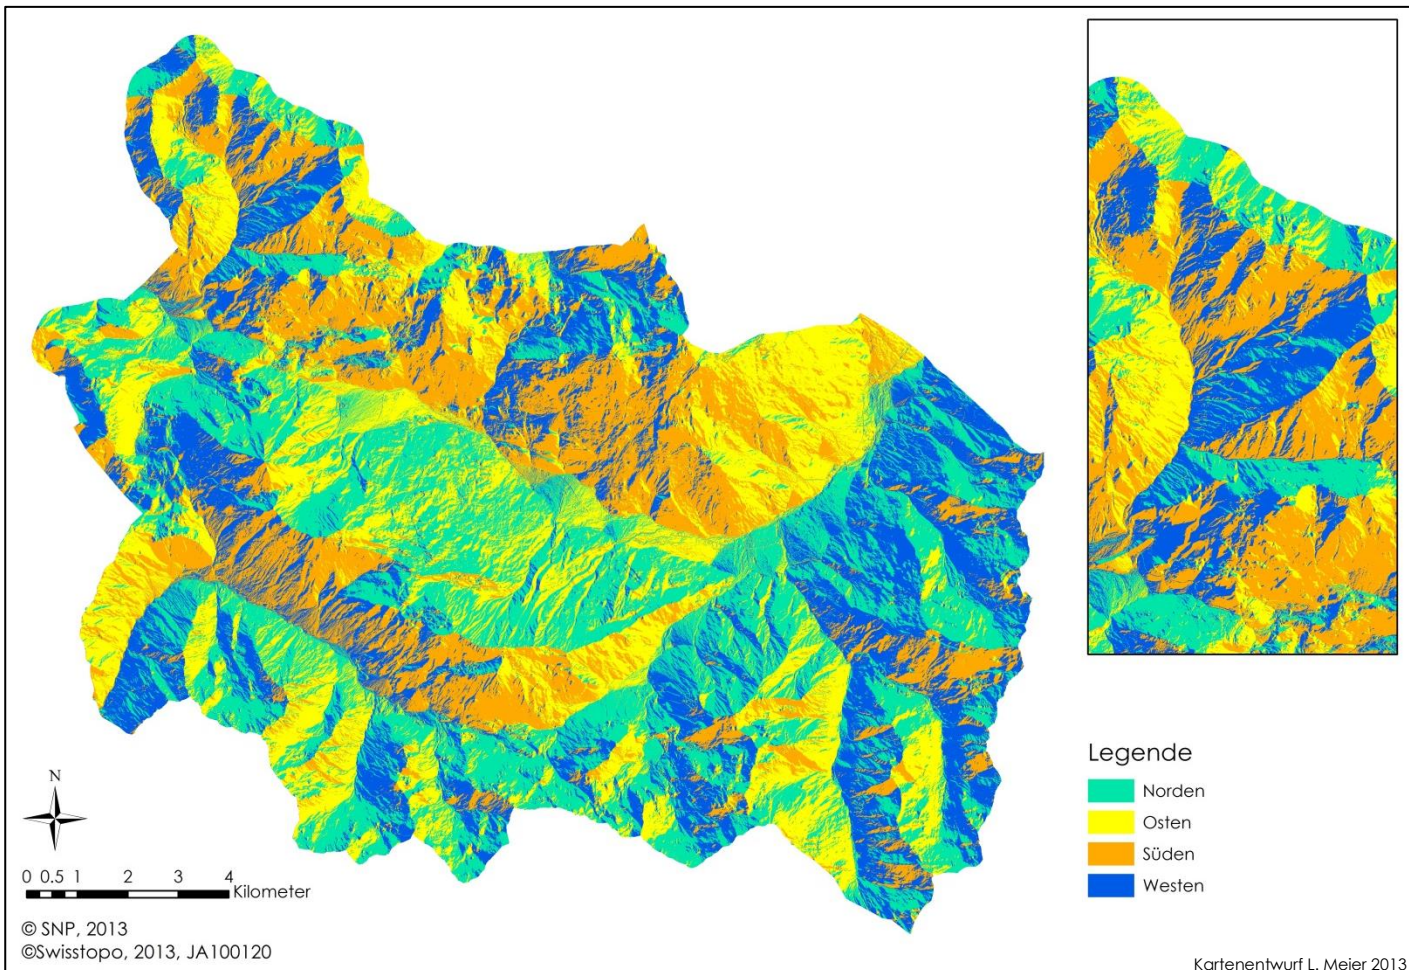 Legende
Norden
Osten
Süden
Westen
N
0 0.5 1 2 3 4
Kilometer
© SNP, 2013
©Swisstopo, 2013, JA100120
Kartenentwurf L. Meier 2013